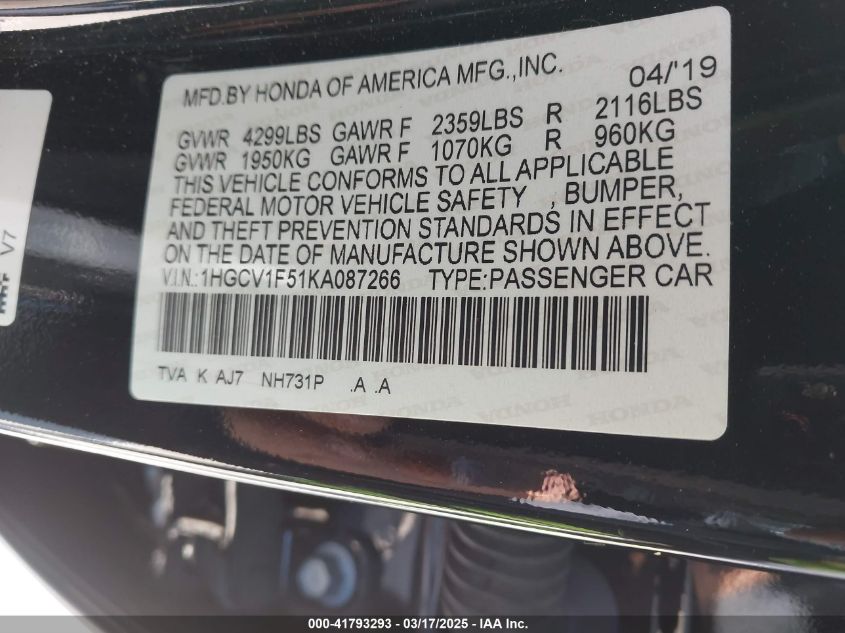 MFD.BY HONDA OF AMERICA MFG.,INC. 04/'19
GVWR 4299LBS GAWR F 2359LBS R 2116LBS
GVWR 1950KG GAWR F 1070KG R 960KG
THIS VEHICLE CONFORMS TO ALL APPLICABLE
FEDERAL MOTOR VEHICLE SAFETY , BUMPER,
AND THEFT PREVENTION STANDARDS IN EFFECT
ON THE DATE OF MANUFACTURE SHOWN ABOVE.
V.I.N.:1HGCV1F51KA087266 TYPE:PASSENGER CAR
TVA K AJ7 NH731P .A .A
V7
000-41793293 - 03/17/2025 - IAA Inc.